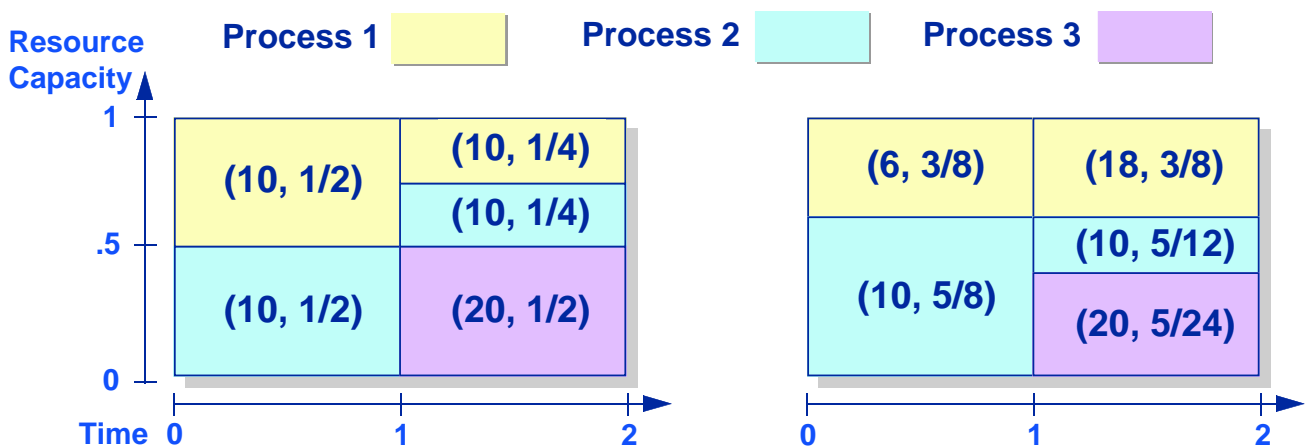 Resource
Capacity
Process 1
Process 2
Process 3
1
.5
0
(10, 1/2)
(10, 1/4)
(10, 1/4)
(10, 1/2)
(20, 1/2)
(6, 3/8)
(18, 3/8)
(10, 5/12)
(10, 5/8)
(20, 5/24)
Time 0 1 2
0 1 2